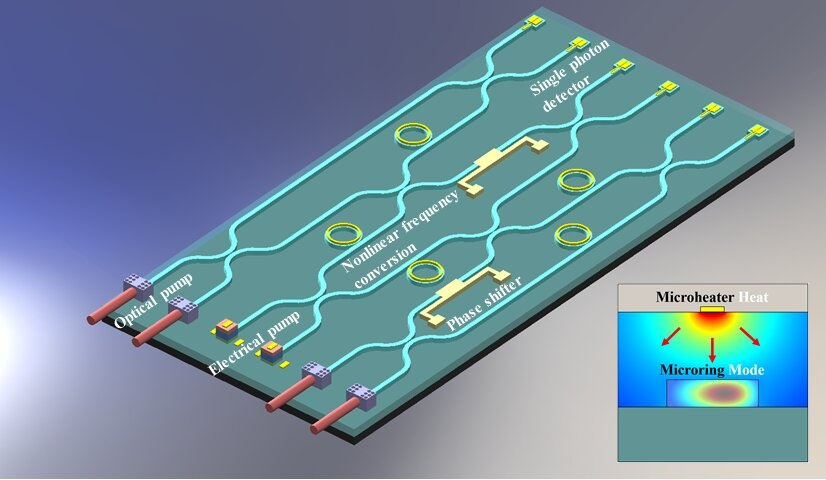 Single photon
detector
Nonlinear frequency
conversion
Optical pump
Electrical pump
Phase shifter
Microheater Heat
Microring Mode